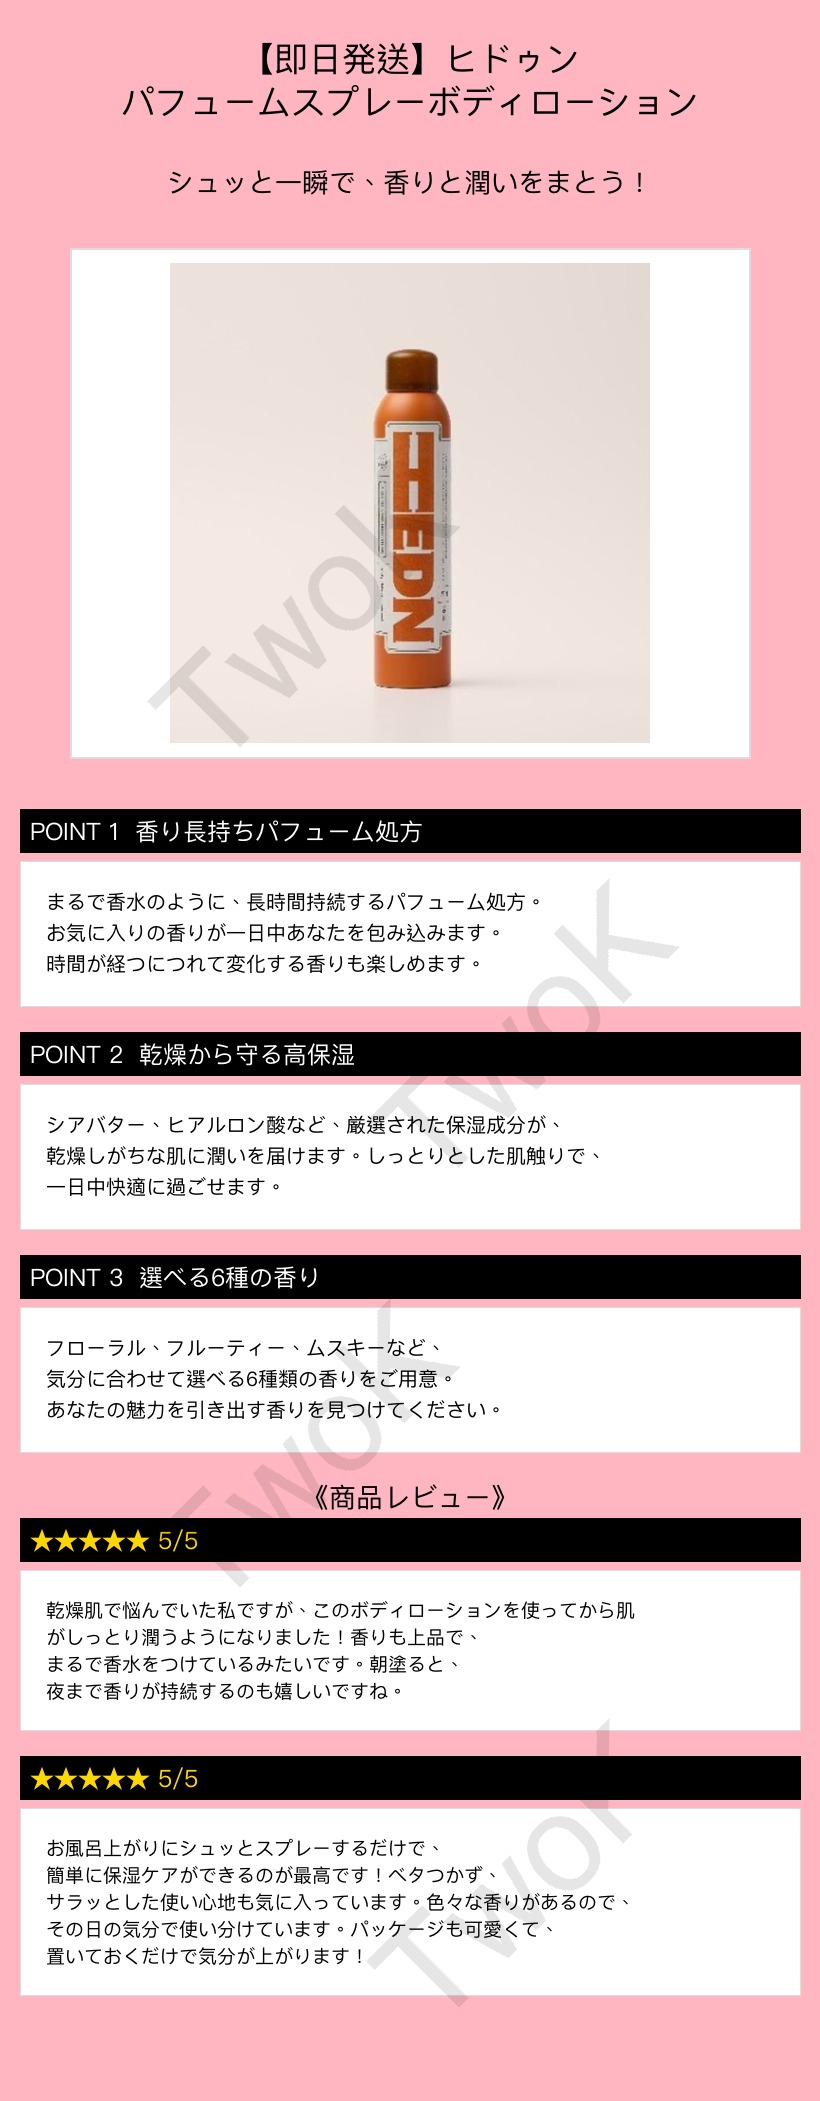 【即日発送】ヒドゥン
パフュームスプレーボディローション
シュッと一瞬で、香りと潤いをまとう！
HEDN
TwoK
POINT 1 香り長持ちパフューム処方
まるで香水のように、長時間持続するパフューム処方。
お気に入りの香りが一日中あなたを包み込みます。
時間が経つにつれて変化する香りも楽しめます。
TwoK
POINT 2 乾燥から守る高保湿
シアバター、ヒアルロン酸など、厳選された保湿成分が、
乾燥しがちな肌に潤いを届けます。しっとりとした肌触りで、
一日中快適に過ごせます。
POINT 3 選べる6種の香り
フローラル、フルーティー、ムスキーなど、
気分に合わせて選べる6種類の香りをご用意。
あなたの魅力を引き出す香りを見つけてください。
TwoK
《商品レビュー》
★★★★★ 5/5
乾燥肌で悩んでいた私ですが、このボディローションを使ってから肌
がしっとり潤うようになりました！香りも上品で、
まるで香水をつけているみたいです。朝塗ると、
夜まで香りが持続するのも嬉しいですね。
★★★★★ 5/5
お風呂上がりにシュッとスプレーするだけで、
簡単に保湿ケアができるのが最高です！ベタつかず、
サラッとした使い心地も気に入っています。色々な香りがあるので、
その日の気分で使い分けています。パッケージも可愛くて、
置いておくだけで気分が上がります！
TwoK